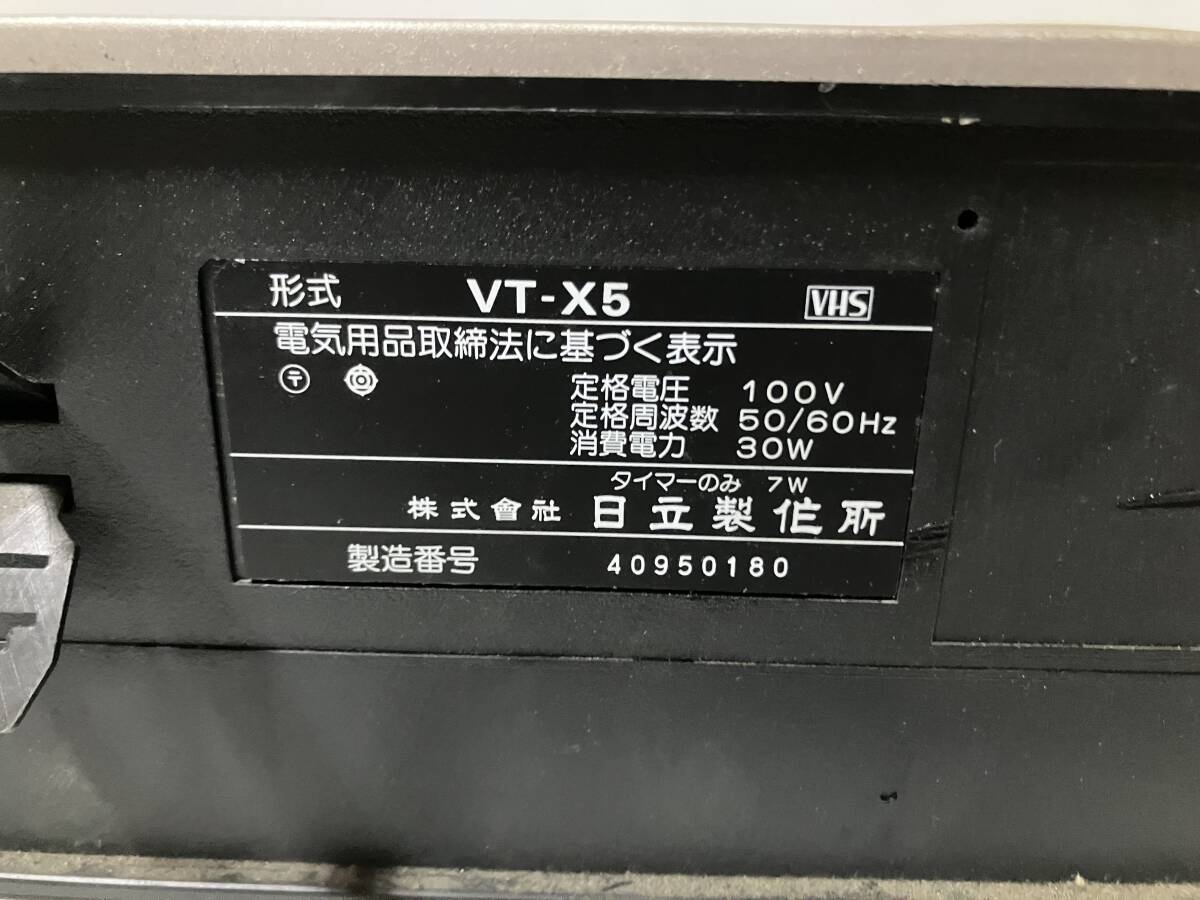 形式 VT-X5 VHS
電気用品取締法に基づく表示
〒 定格電圧 100V
定格周波数 50/60Hz
消費電力 30W
タイマーのみ 7W
株式會社 日立製作所
製造番号 40950180